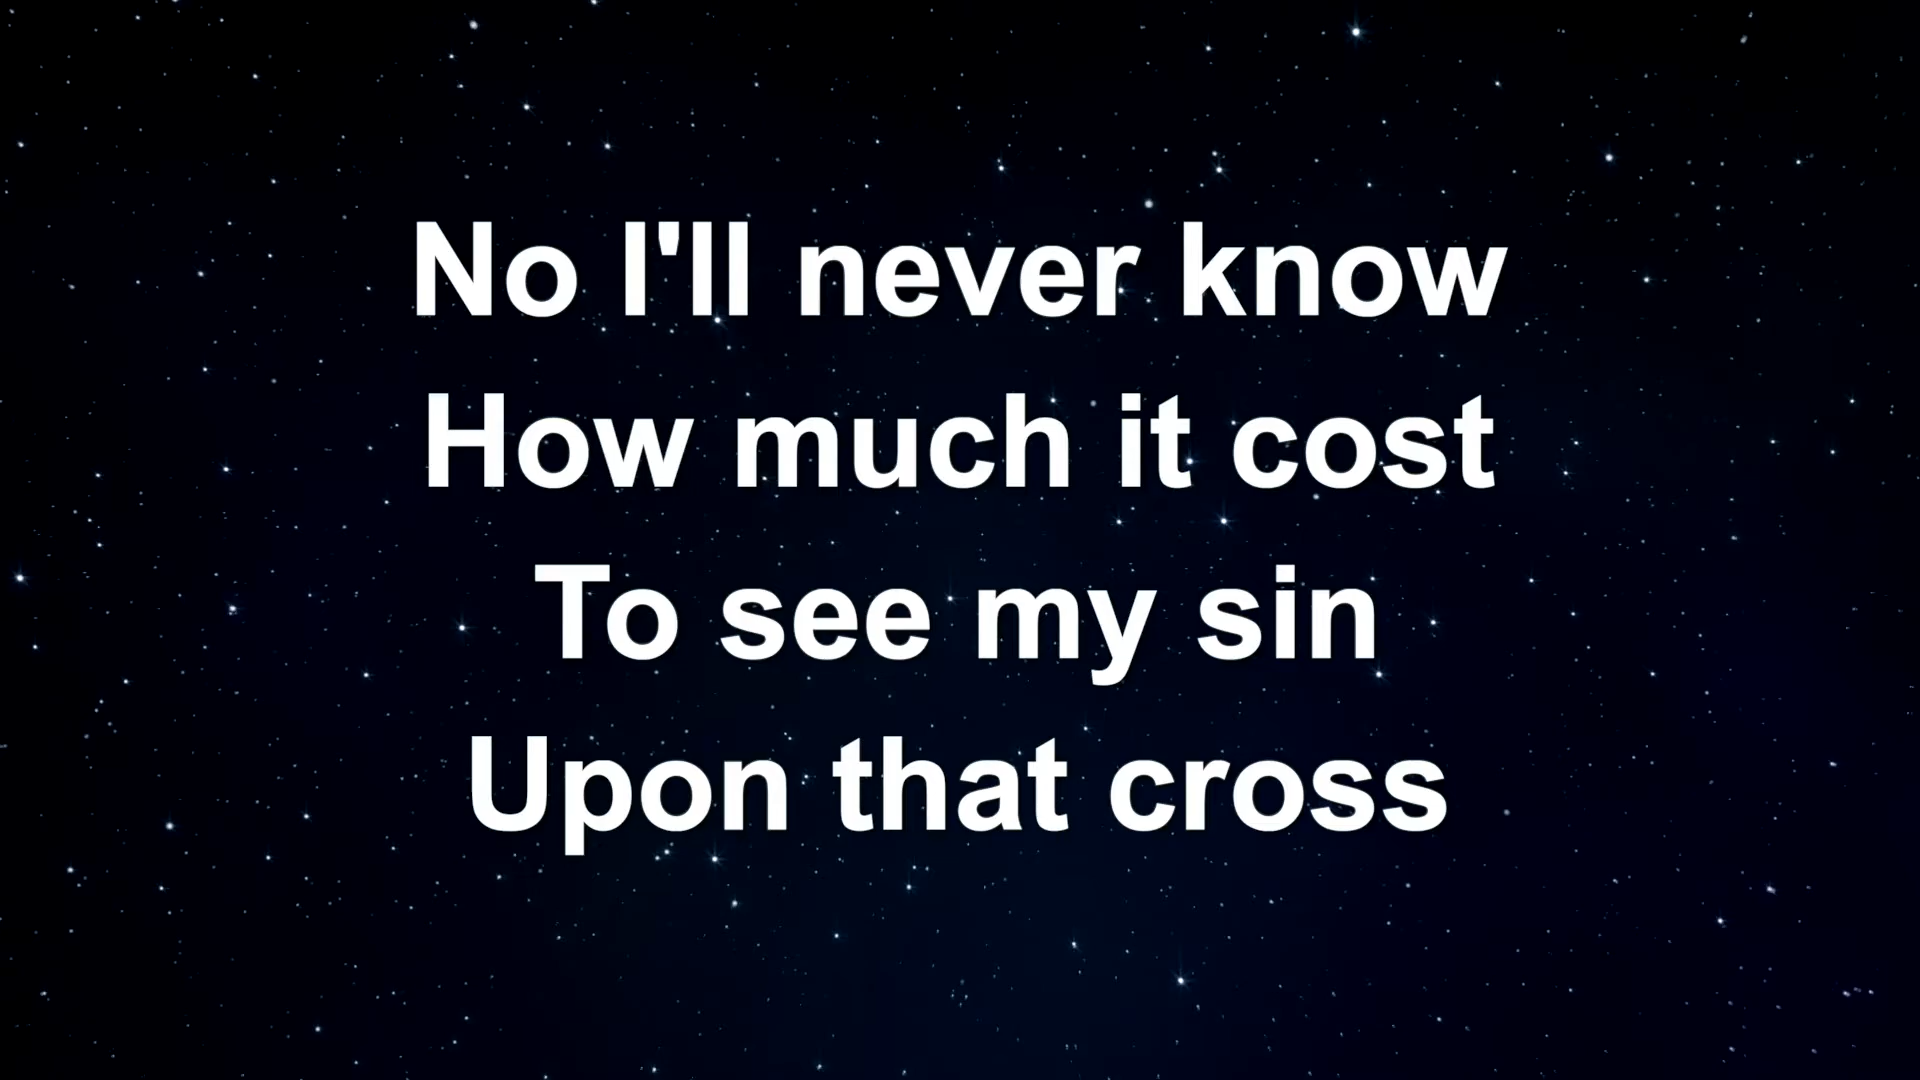 No I'll never know
How much it cost
To see my sin
Upon that cross